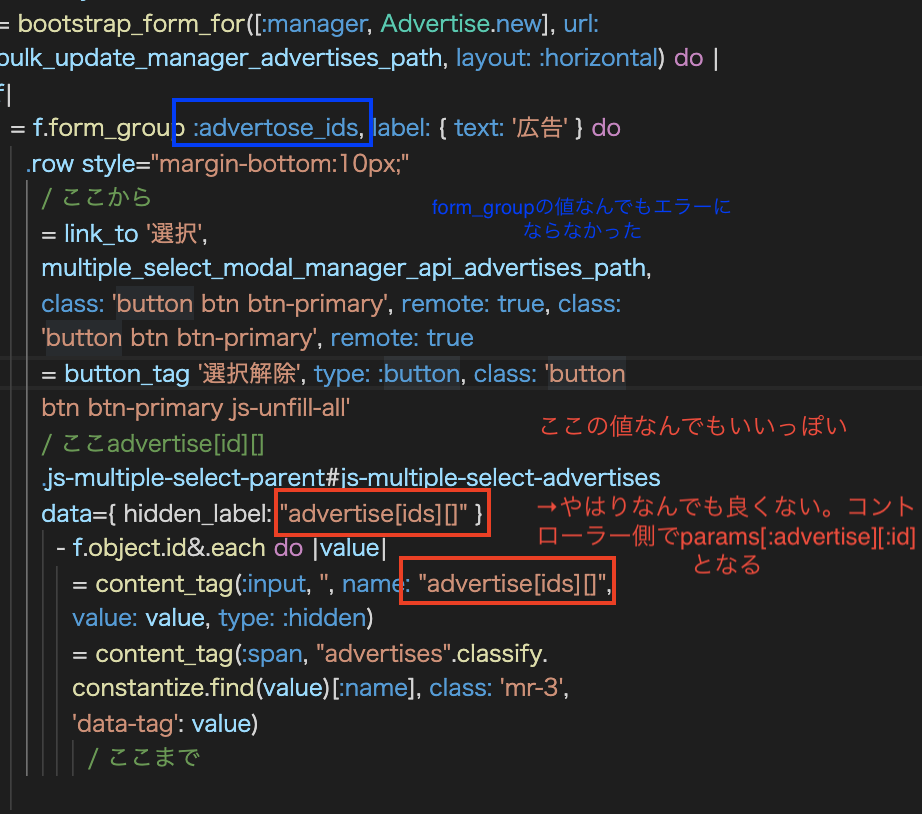 = bootstrap_form_for([:manager, Advertise.new], url:
bulk_update_manager_advertises_path, layout: :horizontal) do |
f|
= f.form_group :advertose_ids, label: { text: '広告' } do
.row style="margin-bottom:10px;"
/ ここから
form_groupの値なんでもエラーに
ならなかった
= link_to '選択',
multiple_select_modal_manager_api_advertises_path,
class: 'button btn btn-primary', remote: true, class:
'button btn btn-primary', remote: true
= button_tag '選択解除', type: :button, class: 'button
btn btn-primary js-unfill-all'
ここの値なんでもいいっぽい
/ ここadvertise[id][]
.js-multiple-select-parent#js-multiple-select-advertises
data={ hidden_label: "advertise[ids][]" }
→やはりなんでも良くない。コント
ローラー側でparams[:advertise][:id]
となる
- f.object.id&.each do |value|
= content_tag(:input, '', name: "advertise[ids][]",
value: value, type: :hidden)
= content_tag(:span, "advertises".classify.
constantize.find(value)[:name], class: 'mr-3',
'data-tag': value)
/ ここまで